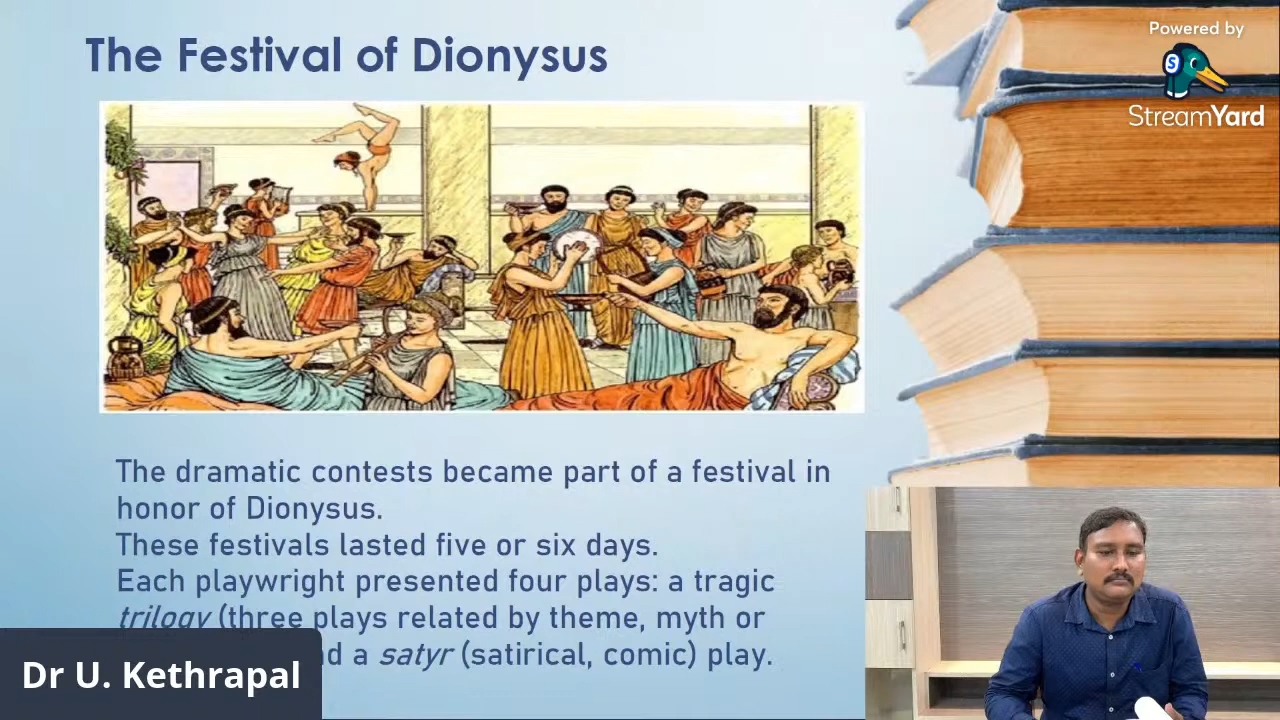 The Festival of Dionysus
Powered by
StreamYard
The dramatic contests became part of a festival in
honor of Dionysus.
These festivals lasted five or six days.
Each playwright presented four plays: a tragic
trilogy (three plays related by theme, myth or
a satyr (satirical, comic) play.
Dr U. Kethrapal